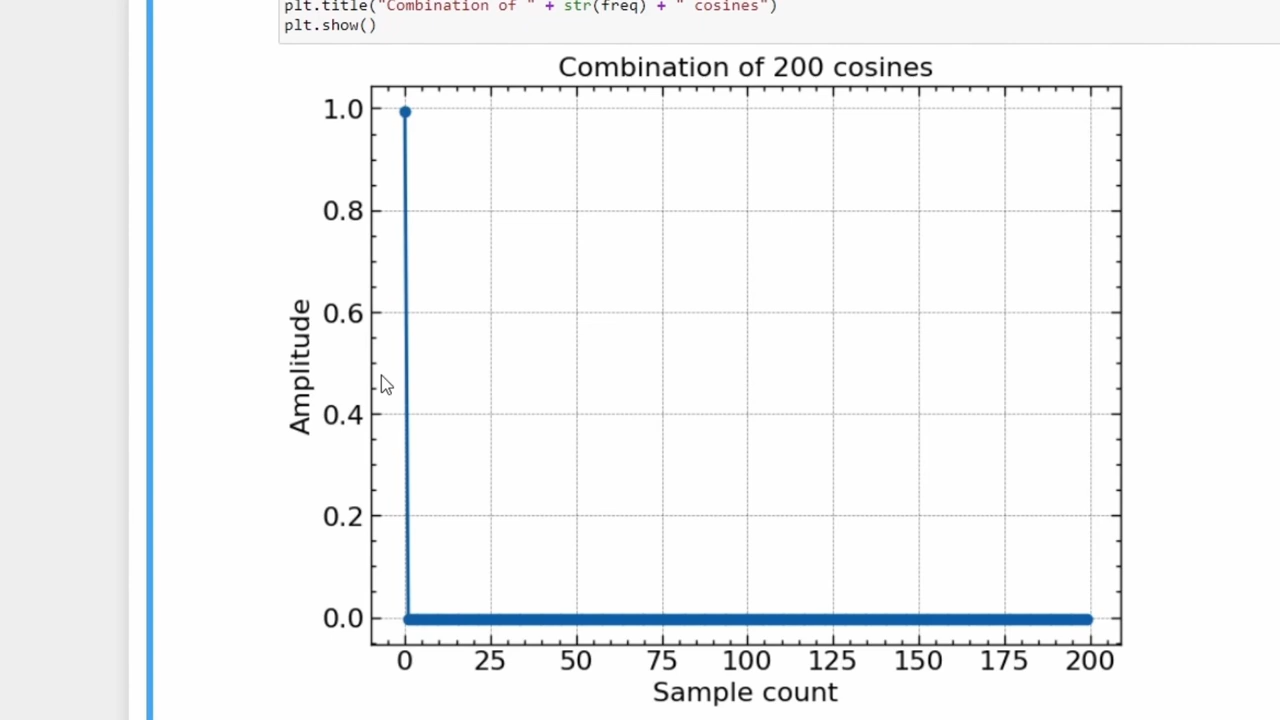 plt.title("Combination of " + str(freq) + " cosines")
plt.show()
Combination of 200 cosines
1.0
0.8
0.6
0.4
0.2
0.0
Amplitude
0 25 50 75 100 125 150 175 200
Sample count